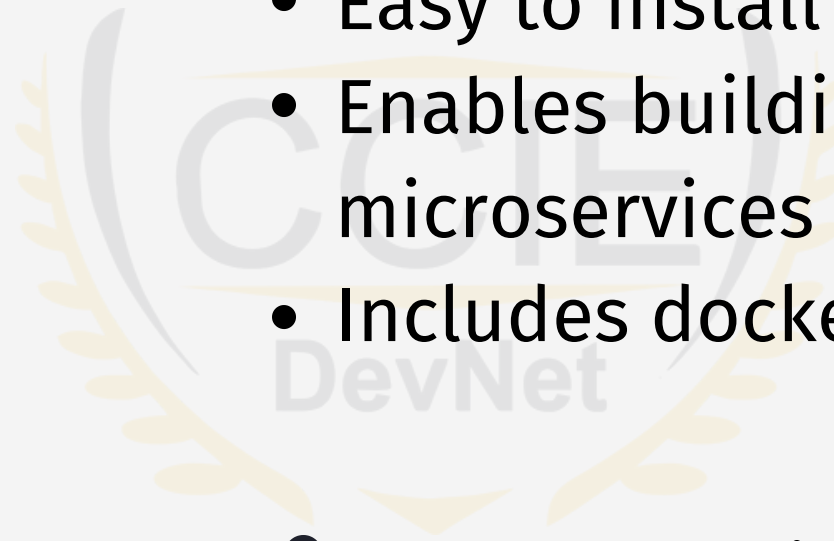 Easy to install
Enables buildi
microservices
Includes docke
CCIE
DevNet